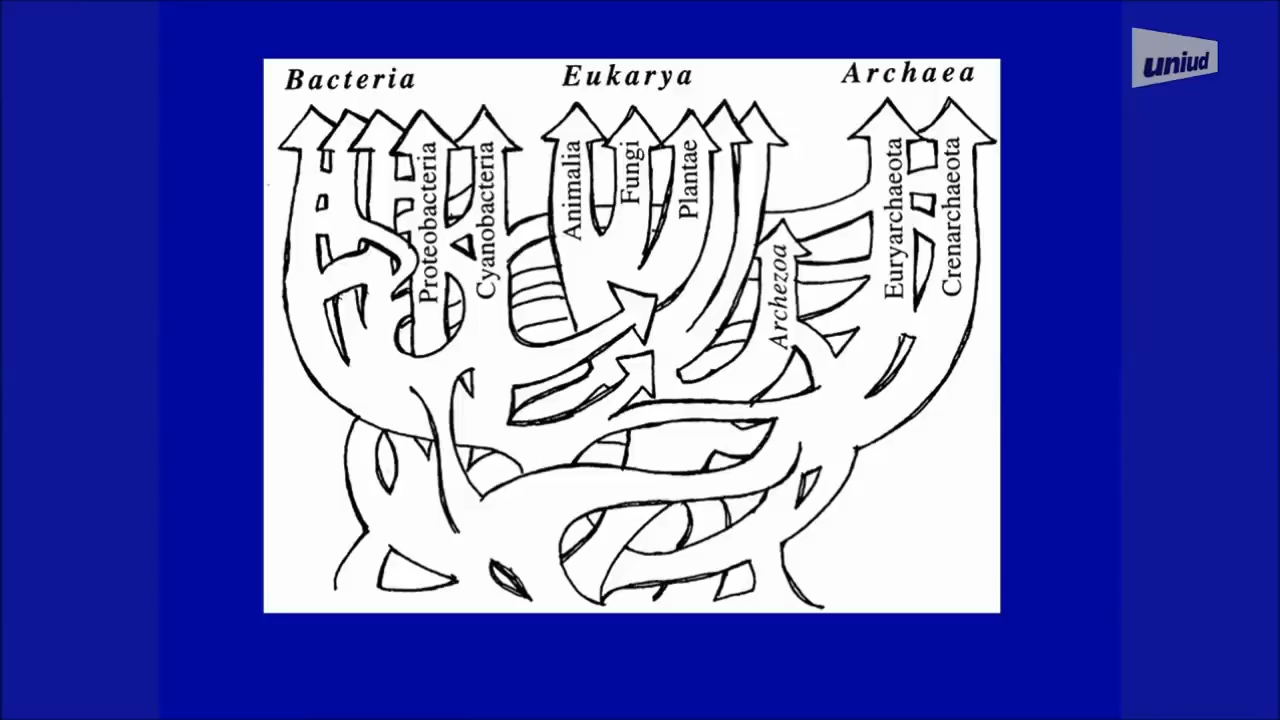 uniud
Bacteria
Eukarya
Archaea
Proteobacteria
Cyanobacteria
Animalia
Fungi
Plantae
Archezoa
Euryarchaeota
Crenarchaeota